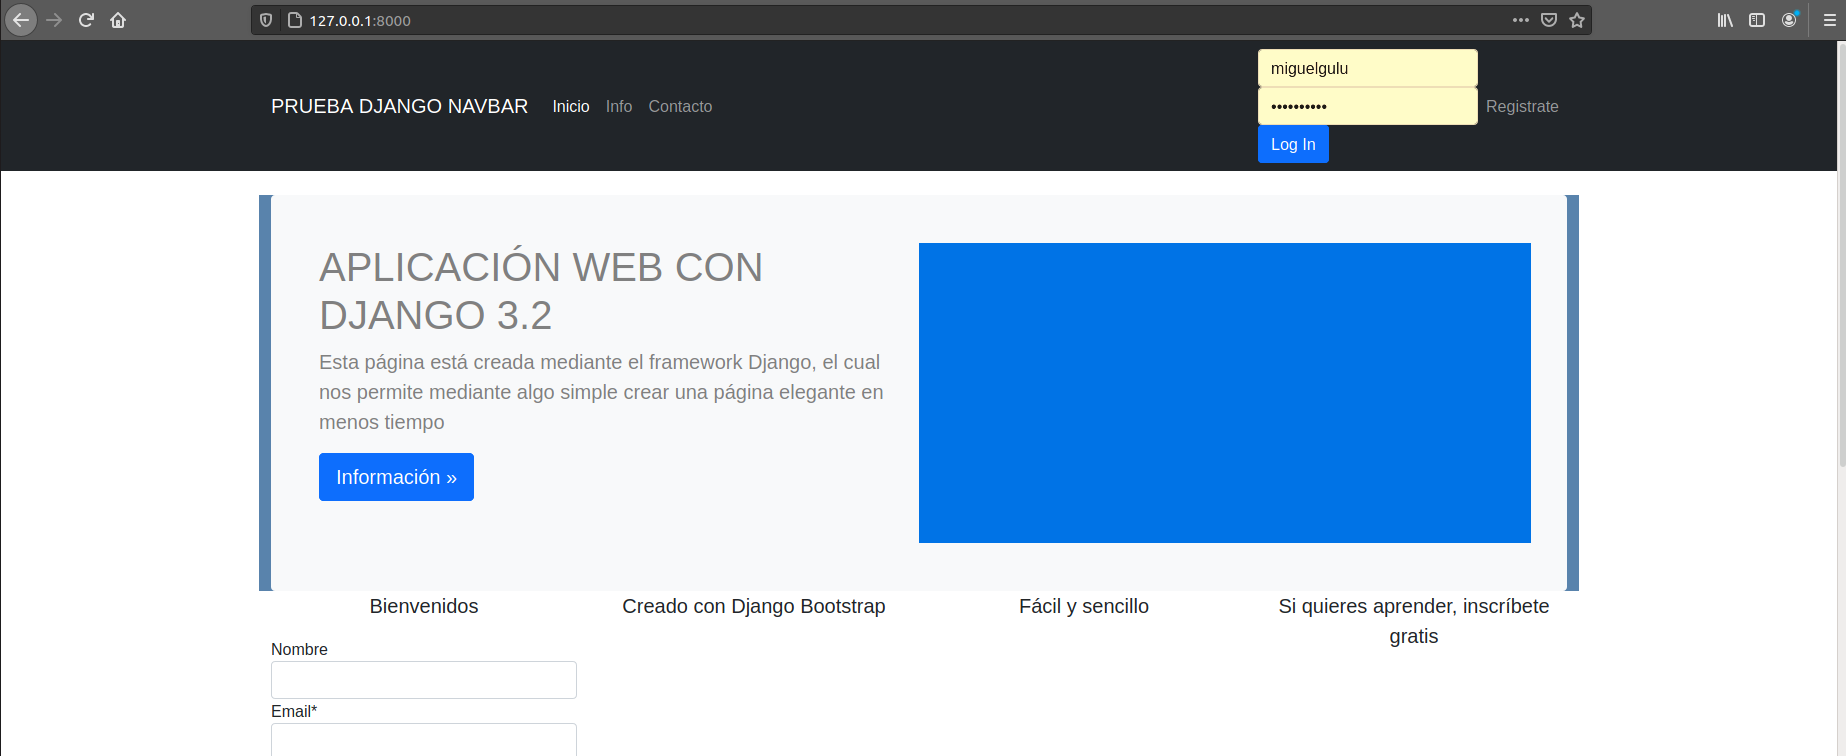 127.0.0.1:8000
PRUEBA DJANGO NAVBAR Inicio Info Contacto
miguelgulu
••••••••••
Registrate
Log In
APLICACIÓN WEB CON
DJANGO 3.2
Esta página está creada mediante el framework Django, el cual
nos permite mediante algo simple crear una página elegante en
menos tiempo
Información »
Bienvenidos
Creado con Django Bootstrap
Fácil y sencillo
Si quieres aprender, inscríbete
gratis
Nombre
Email*